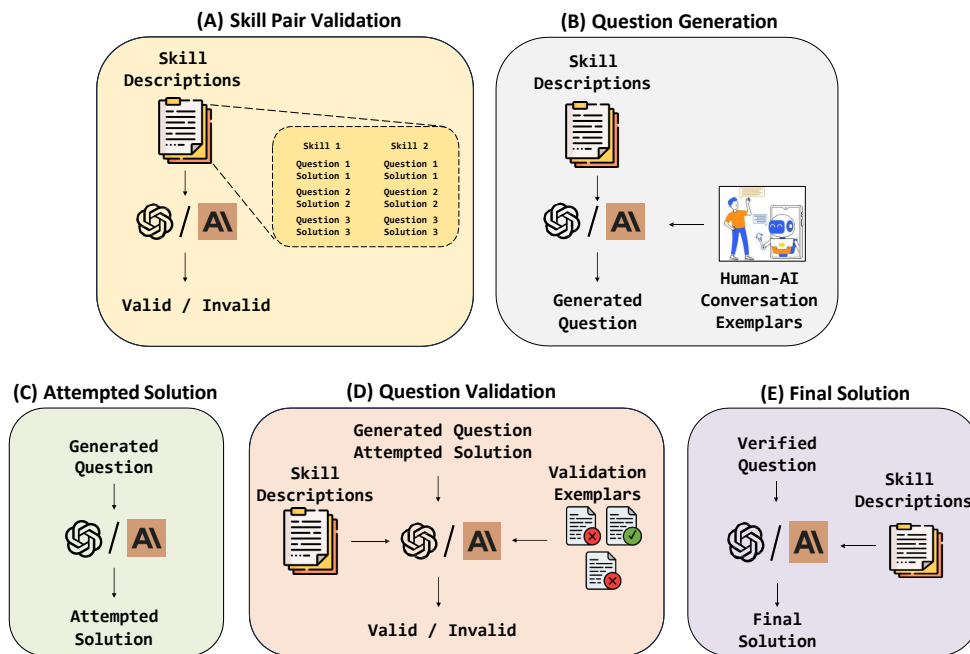 (A) Skill Pair Validation
Skill
Descriptions
Skill 1 Skill 2
Question 1 Question 1
Solution 1 Solution 1
Question 2 Question 2
Solution 2 Solution 2
Question 3 Question 3
Solution 3 Solution 3
/ A\
Valid / Invalid
(B) Question Generation
Skill
Descriptions
/ A\
Human-AI
Conversation
Exemplars
Generated
Question
(C) Attempted Solution
Generated
Question
/ A\
Attempted
Solution
(D) Question Validation
Generated Question
Attempted Solution
Skill
Descriptions
Validation
Exemplars
/ A\
Valid / Invalid
(E) Final Solution
Verified
Question
Skill
Descriptions
/ A\
Final
Solution